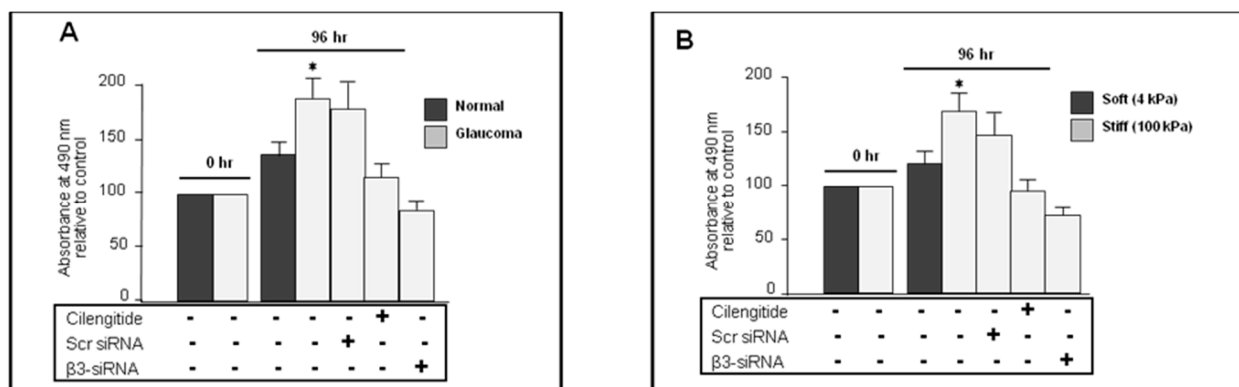 A
96 hr
*
Normal
Glaucoma
0 hr
Absorbance at 490 nm
relative to control
200
150
100
50
0
Cilengitide - - - - - + -
Scr siRNA - - - - + - -
β3-siRNA - - - - - - +
B
96 hr
*
Soft (4 kPa)
Stiff (100 kPa)
0 hr
Absorbance at 490 nm
relative to control
200
150
100
50
0
Cilengitide - - - - - + -
Scr siRNA - - - - + - -
β3-siRNA - - - - - - +